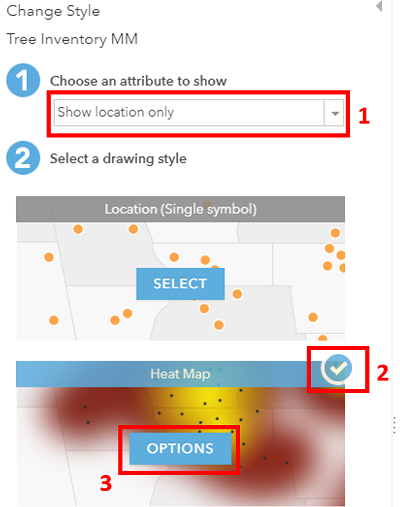 Change Style
Tree Inventory MM
1 Choose an attribute to show
Show location only 1
2 Select a drawing style
Location (Single symbol)
SELECT
Heat Map 2
OPTIONS
3